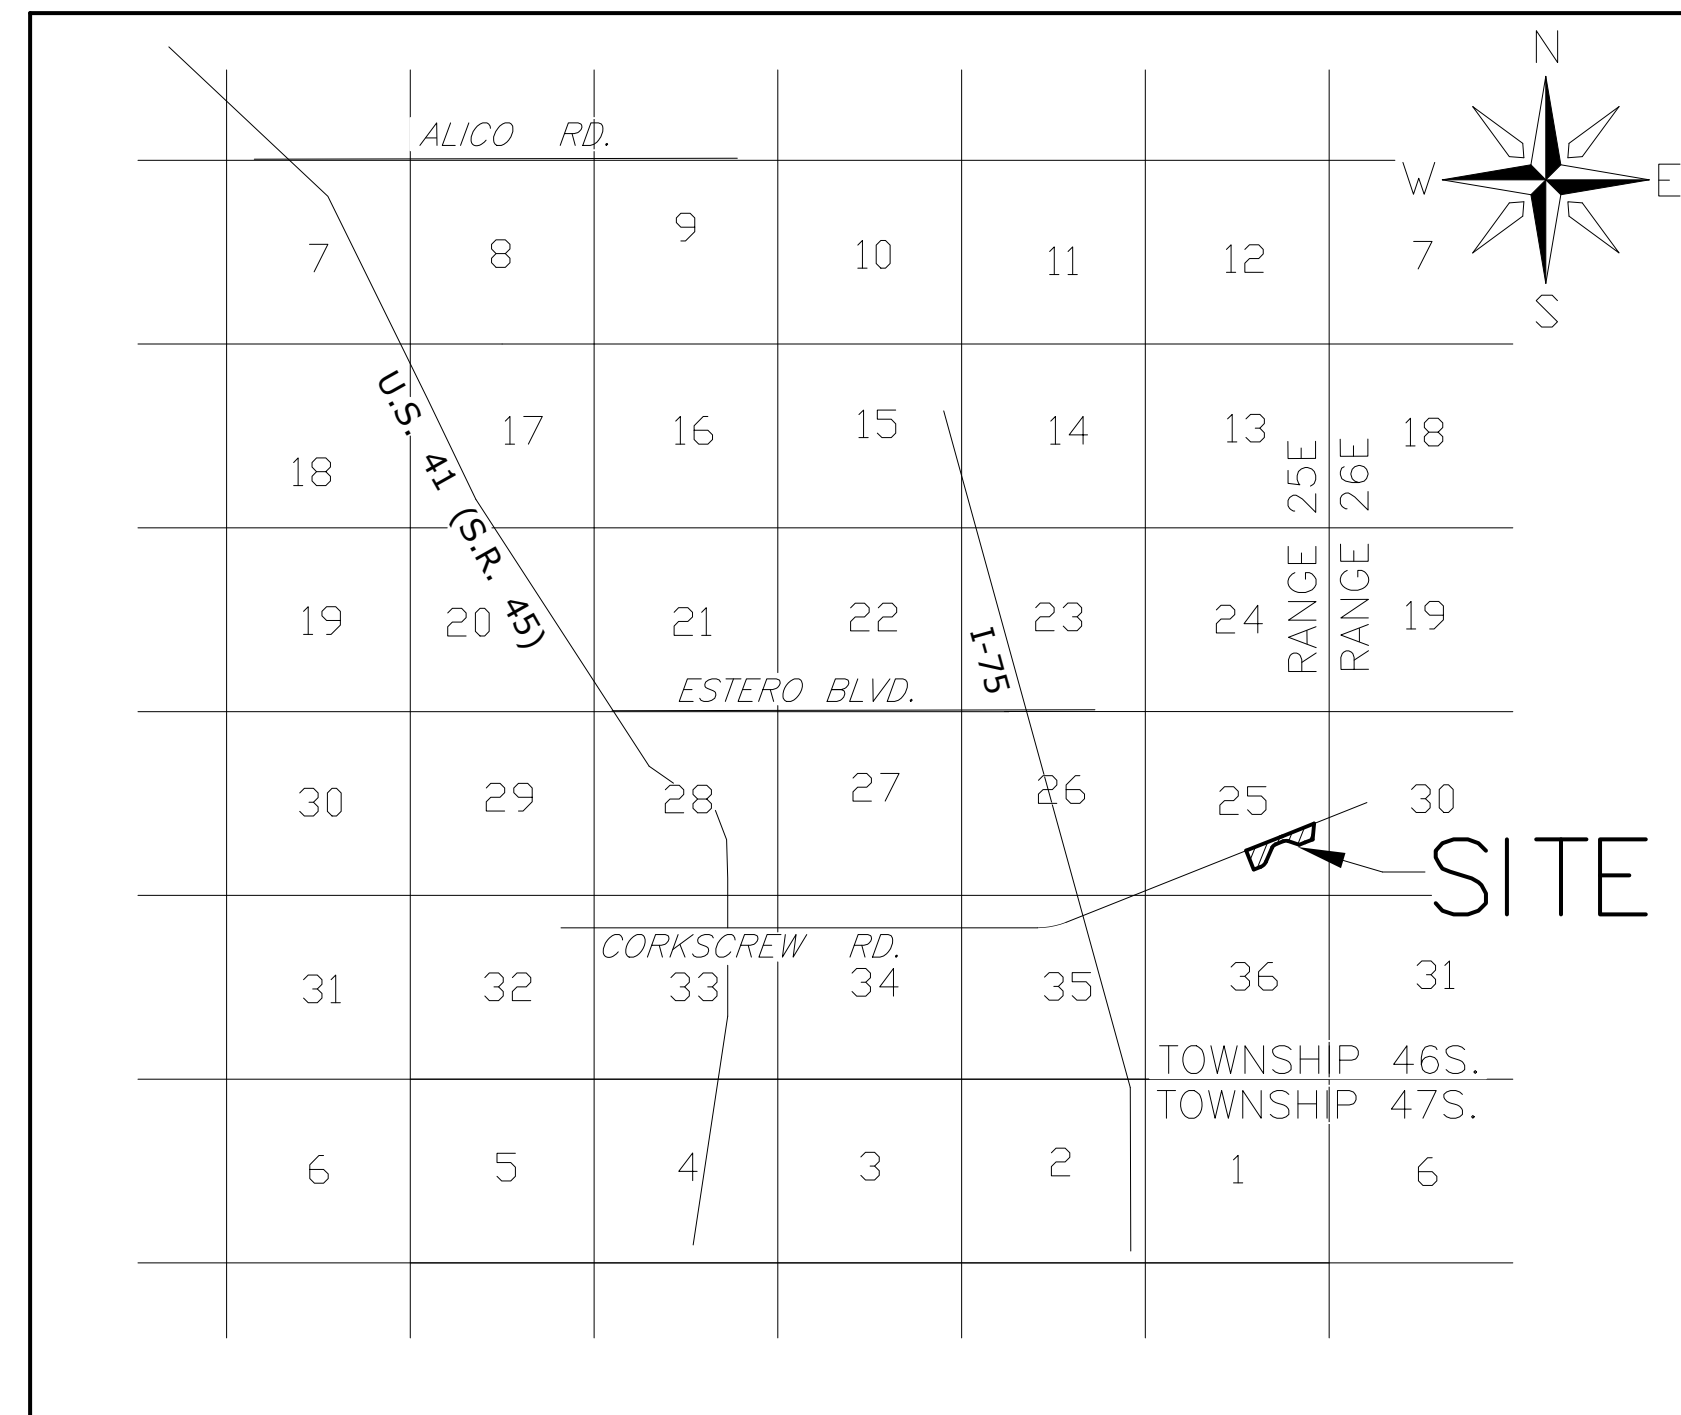 N
ALICO RD.
W E
7 8 9 10 11 12 7
S
U.S. 41 (S.R. 45)
18 17 16 15 14 13 18
RANGE 25E
RANGE 26E
19 20 21 22 23 24 19
I-75
ESTERO BLVD.
30 29 28 27 26 25 30
SITE
CORKSCREW RD.
31 32 33 34 35 36 31
TOWNSHIP 46S.
TOWNSHIP 47S.
6 5 4 3 2 1 6